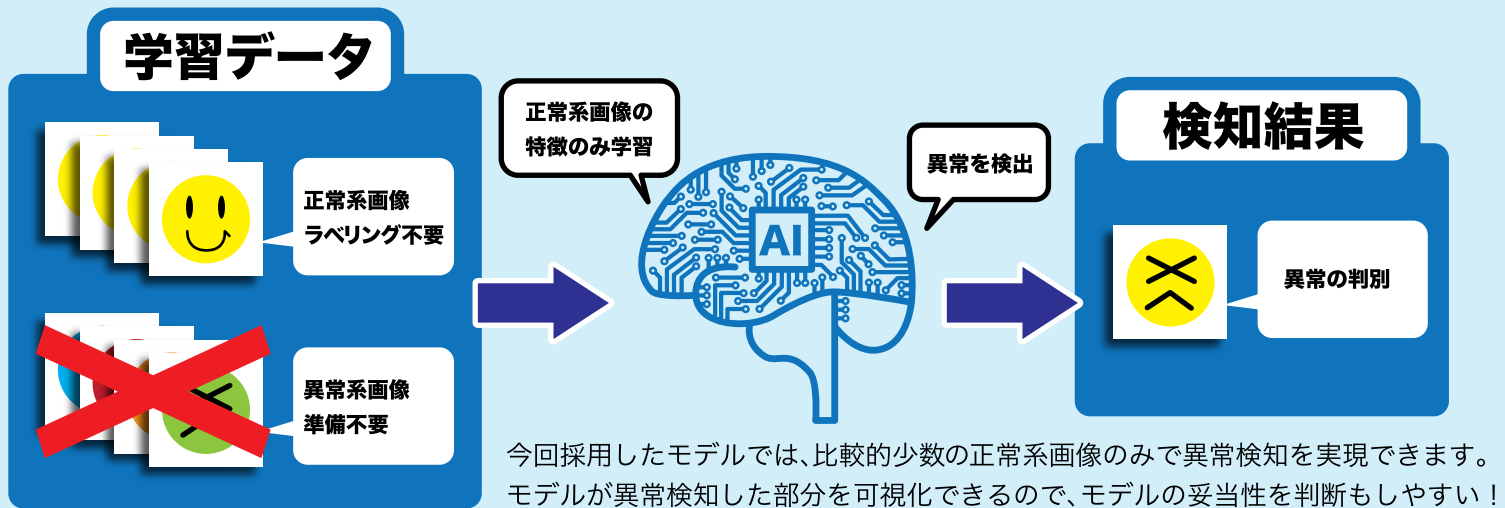 学習データ
正常系画像
ラベリング不要
異常系画像
準備不要
正常系画像の
特徴のみ学習
AI
異常を検出
検知結果
異常の判別
今回採用したモデルでは、比較的少数の正常系画像のみで異常検知を実現できます。
モデルが異常検知した部分を可視化できるので、モデルの妥当性を判断もしやすい！